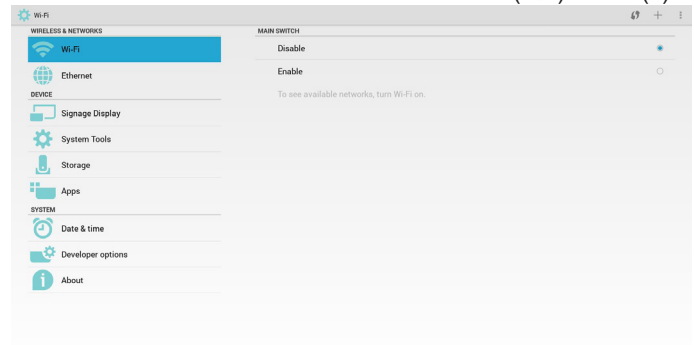 Wi-Fi
WIRELESS & NETWORKS
Wi-Fi
Ethernet
DEVICE
Signage Display
System Tools
Storage
Apps
SYSTEM
Date & time
Developer options
About
MAIN SWITCH
Disable
Enable
To see available networks, turn Wi-Fi on.